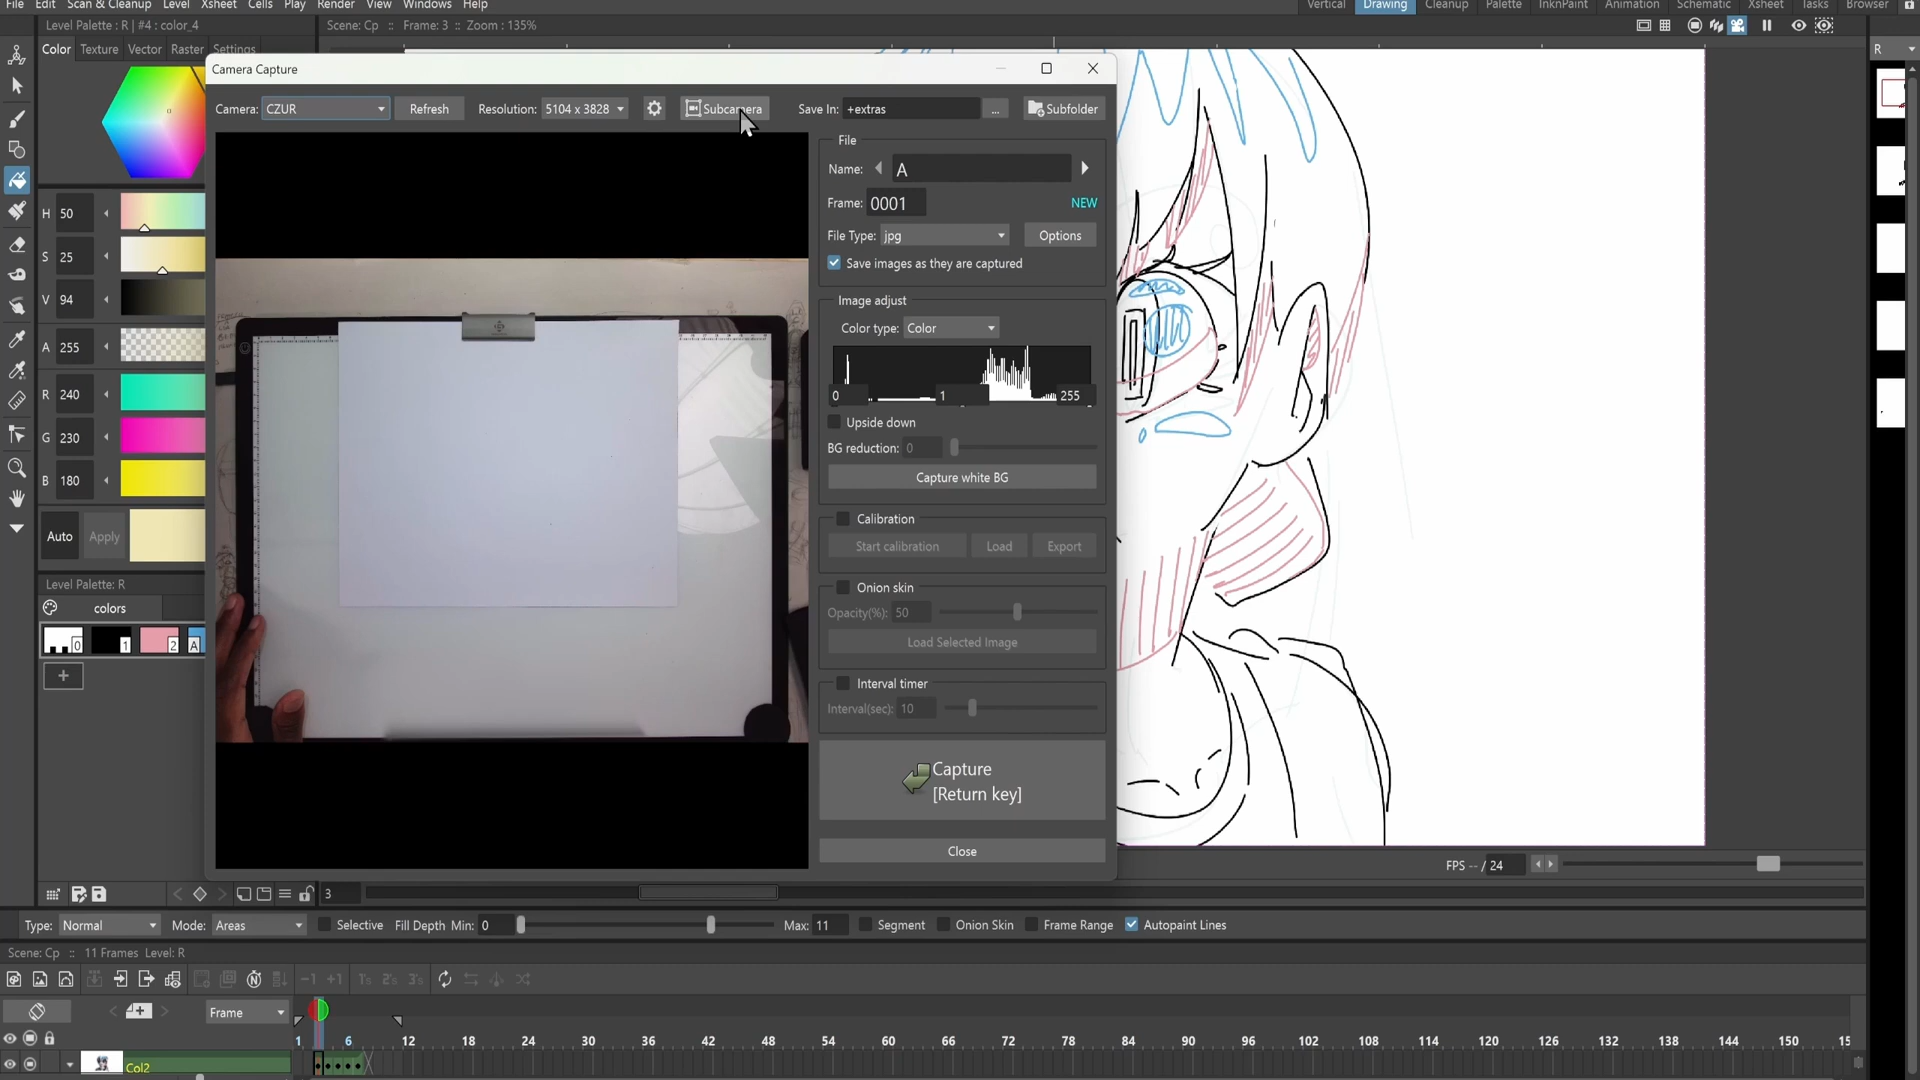 File Edit Scan & Cleanup Level Xsheet Cells Play Render View Windows Help
Vertical Drawing Cleanup Palette InknPaint Animation Schematic Xsheet Tasks Browser
Level Palette : R | #4 : color_4
Scene: Cp :: Frame: 3 :: Zoom : 135%
Color Texture Vector Raster Settings
R
Camera Capture
Camera: CZUR Refresh Resolution: 5104 x 3828 Subcamera Save In: +extras ... Subfolder
File
Name: A
Frame: 0001 NEW
File Type: jpg Options
Save images as they are captured
Image adjust
Color type: Color
0 1 255
Upside down
BG reduction: 0
Capture white BG
Calibration
Start calibration Load Export
Onion skin
Opacity(%): 50
Load Selected Image
Interval timer
Interval(sec): 10
Capture
[Return key]
Close
H 50
S 25
V 94
A 255
R 240
G 230
B 180
Auto Apply
Level Palette: R
colors
0 1 2 A
+
3
FPS -- / 24
Type: Normal Mode: Areas Selective Fill Depth Min: 0 Max: 11 Segment Onion Skin Frame Range Autopaint Lines
Scene: Cp :: 11 Frames Level: R
-1 +1 1's 2's 3's
Frame
1 6 12 18 24 30 36 42 48 54 60 66 72 78 84 90 96 102 108 114 120 126 132 138 144 15
Col2